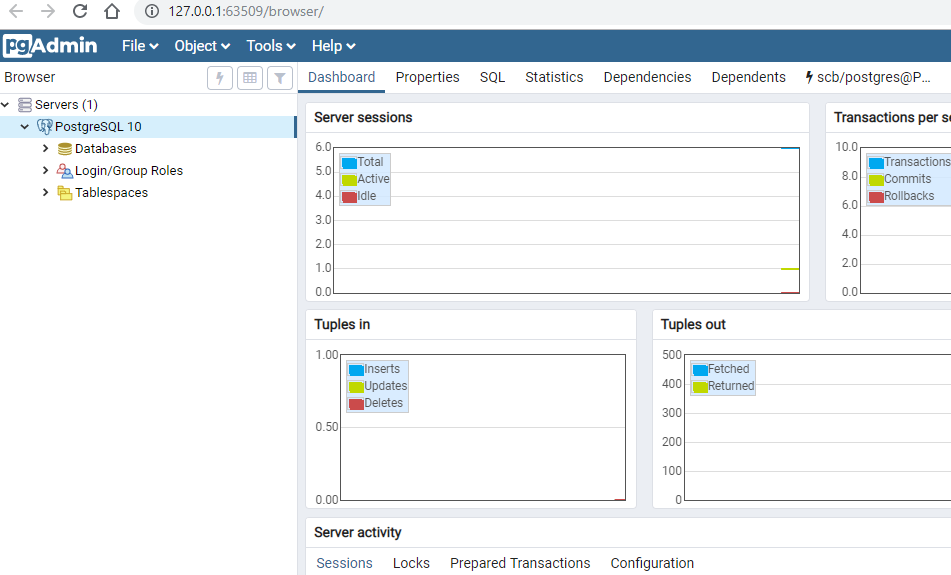 127.0.0.1:63509/browser/
pgAdmin File Object Tools Help
Browser
Dashboard Properties SQL Statistics Dependencies Dependents scb/postgres@P...
Servers (1)
PostgreSQL 10
Databases
Login/Group Roles
Tablespaces
Server sessions
6.0
5.0
4.0
3.0
2.0
1.0
0.0
Total
Active
Idle
Transactions per se
10.0
8.0
6.0
4.0
2.0
0.0
Transactions
Commits
Rollbacks
Tuples in
1.00
0.50
0.00
Inserts
Updates
Deletes
Tuples out
500
400
300
200
100
0
Fetched
Returned
Server activity
Sessions Locks Prepared Transactions Configuration